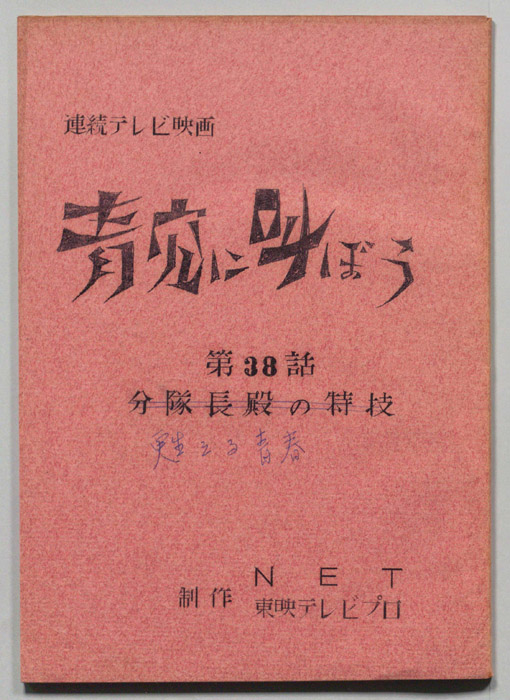 連続テレビ映画
青空に叫ぼう
第38話
分隊長殿の特技
甦える青春
制作 NET
東映テレビプロ